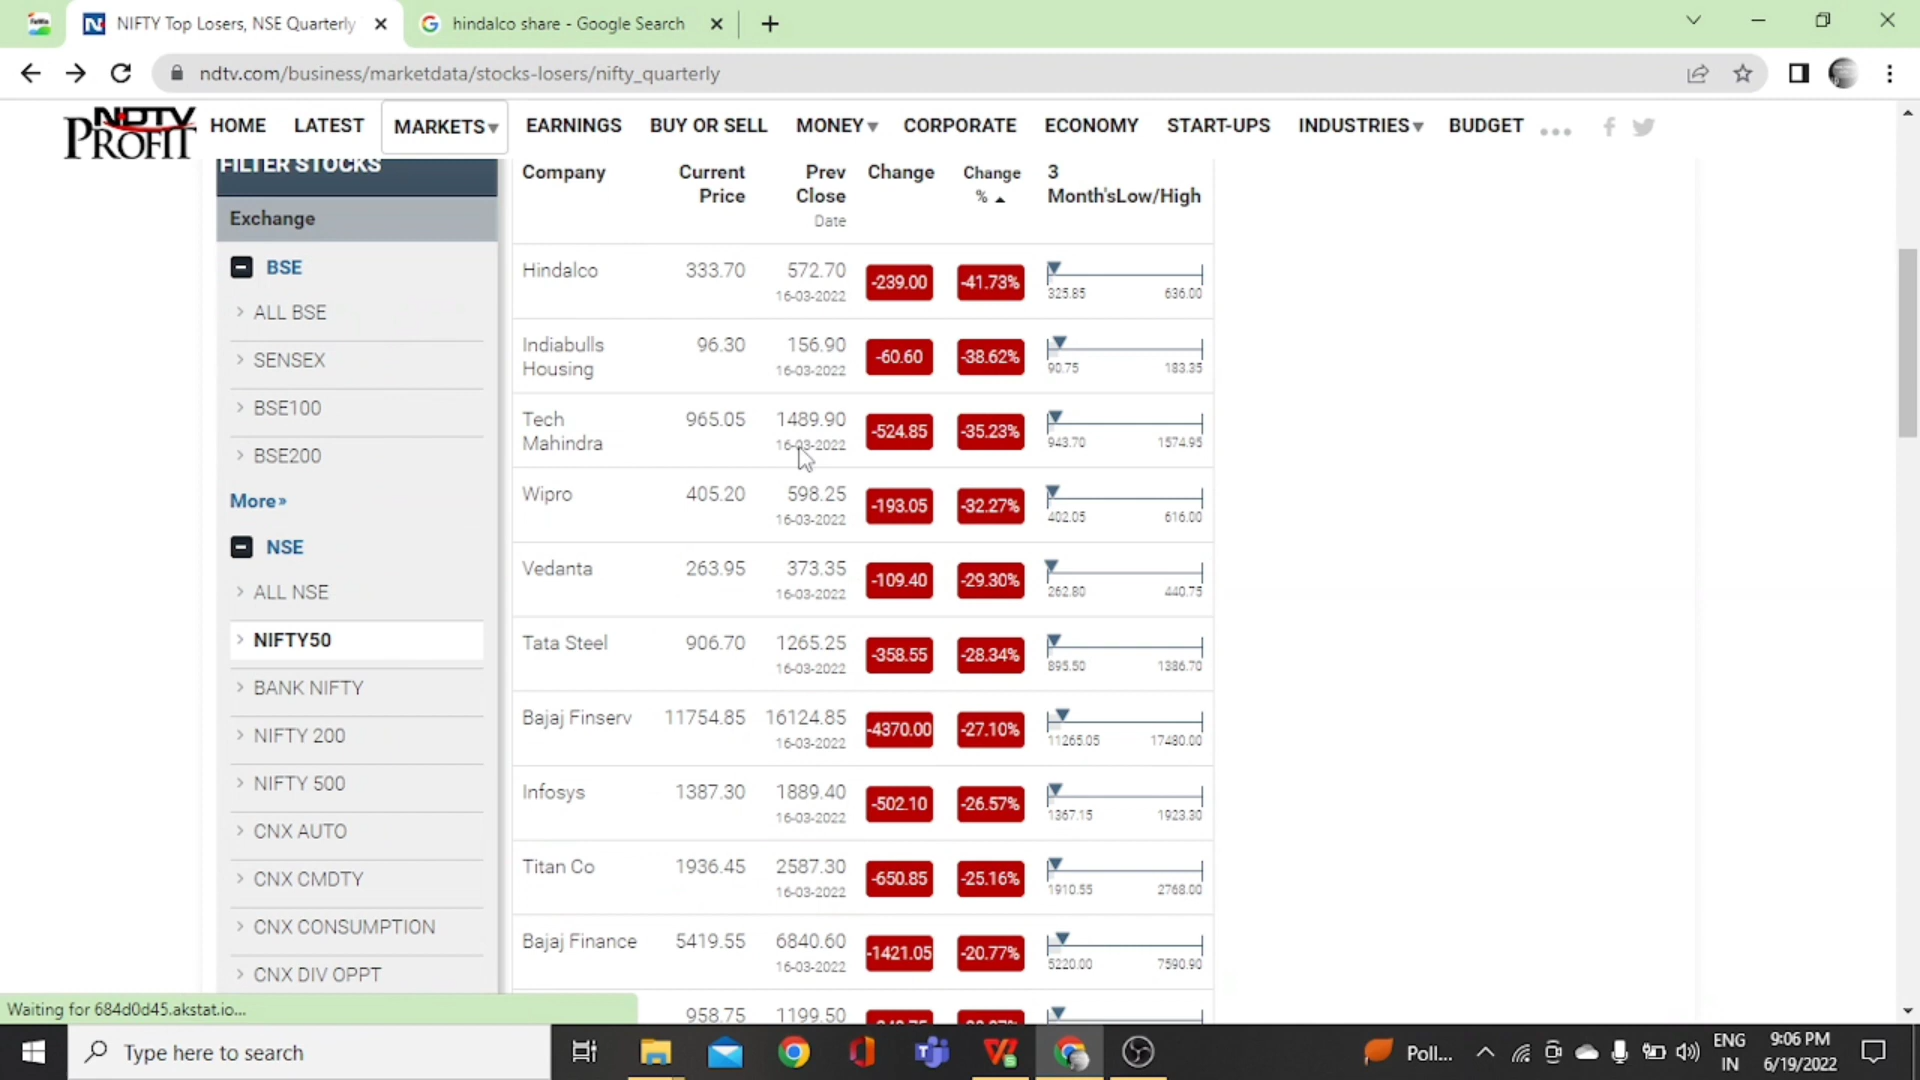 NIFTY Top Losers, NSE Quarterly
hindalco share - Google Search
ndtv.com/business/marketdata/stocks-losers/nifty_quarterly
NDTV
PROFIT
HOME LATEST MARKETS▾ EARNINGS BUY OR SELL MONEY▾ CORPORATE ECONOMY START-UPS INDUSTRIES▾ BUDGET
FILTER STOCKS
Exchange
BSE
ALL BSE
SENSEX
BSE100
BSE200
More»
NSE
ALL NSE
NIFTY50
BANK NIFTY
NIFTY 200
NIFTY 500
CNX AUTO
CNX CMDTY
CNX CONSUMPTION
CNX DIV OPPT
Company Current Prev Change Change 3
Price Close % ▲ Month'sLow/High
Date
Hindalco 333.70 572.70 -239.00 -41.73%
16-03-2022 325.85 636.00
Indiabulls 96.30 156.90 -60.60 -38.62%
Housing 16-03-2022 90.75 183.35
Tech 965.05 1489.90 -524.85 -35.23%
Mahindra 16-03-2022 943.70 1574.95
Wipro 405.20 598.25 -193.05 -32.27%
16-03-2022 402.05 616.00
Vedanta 263.95 373.35 -109.40 -29.30%
16-03-2022 262.80 440.75
Tata Steel 906.70 1265.25 -358.55 -28.34%
16-03-2022 895.50 1386.70
Bajaj Finserv 11754.85 16124.85 -4370.00 -27.10%
16-03-2022 11265.05 17480.00
Infosys 1387.30 1889.40 -502.10 -26.57%
16-03-2022 1367.15 1923.30
Titan Co 1936.45 2587.30 -650.85 -25.16%
16-03-2022 1910.55 2768.00
Bajaj Finance 5419.55 6840.60 -1421.05 -20.77%
16-03-2022 5220.00 7590.90
958.75 1199.50
Waiting for 684d0d45.akstat.io...
Type here to search
Poll...
ENG
IN
9:06 PM
6/19/2022